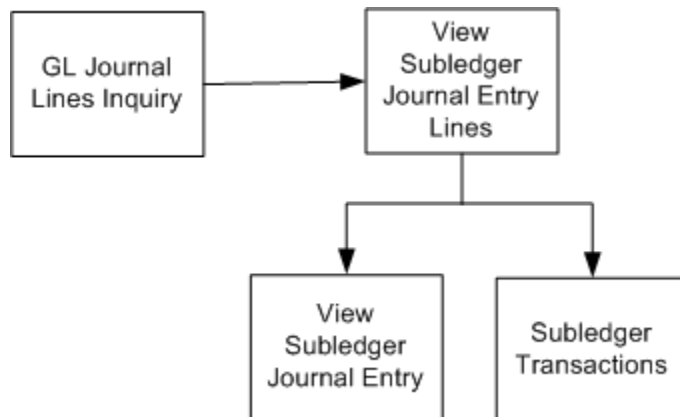 GL Journal
Lines Inquiry
View
Subledger
Journal Entry
Lines
View
Subledger
Journal Entry
Subledger
Transactions